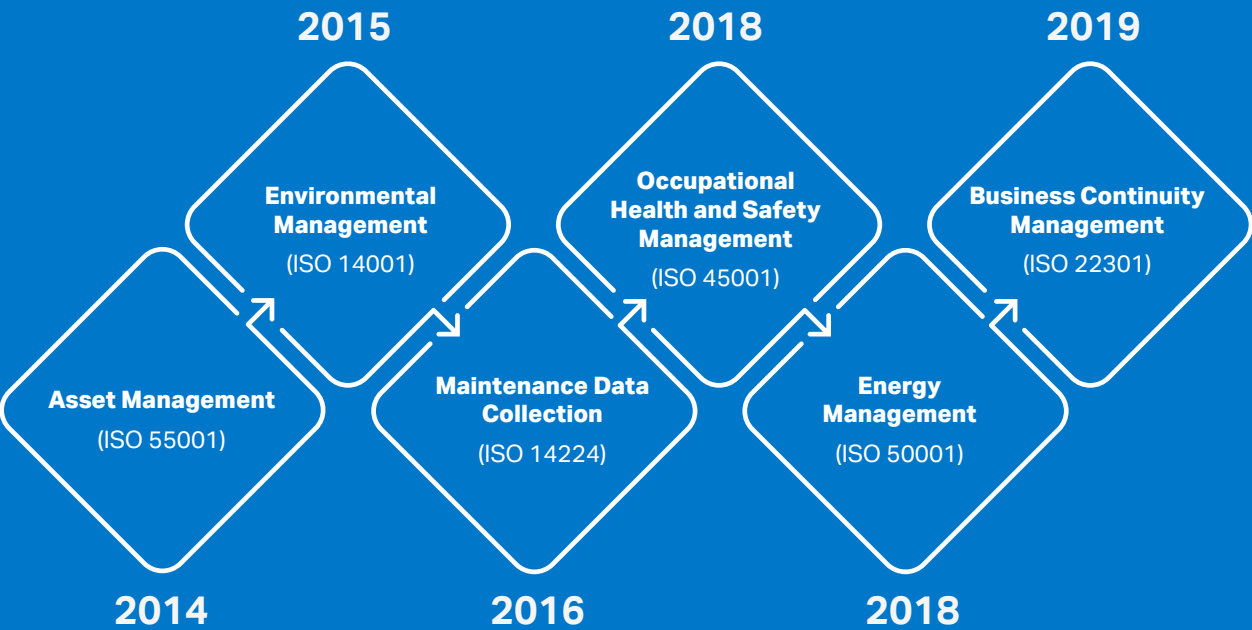 2015
2018
2019
Environmental
Management
(ISO 14001)
Occupational
Health and Safety
Management
(ISO 45001)
Business Continuity
Management
(ISO 22301)
Asset Management
(ISO 55001)
Maintenance Data
Collection
(ISO 14224)
Energy
Management
(ISO 50001)
2014
2016
2018